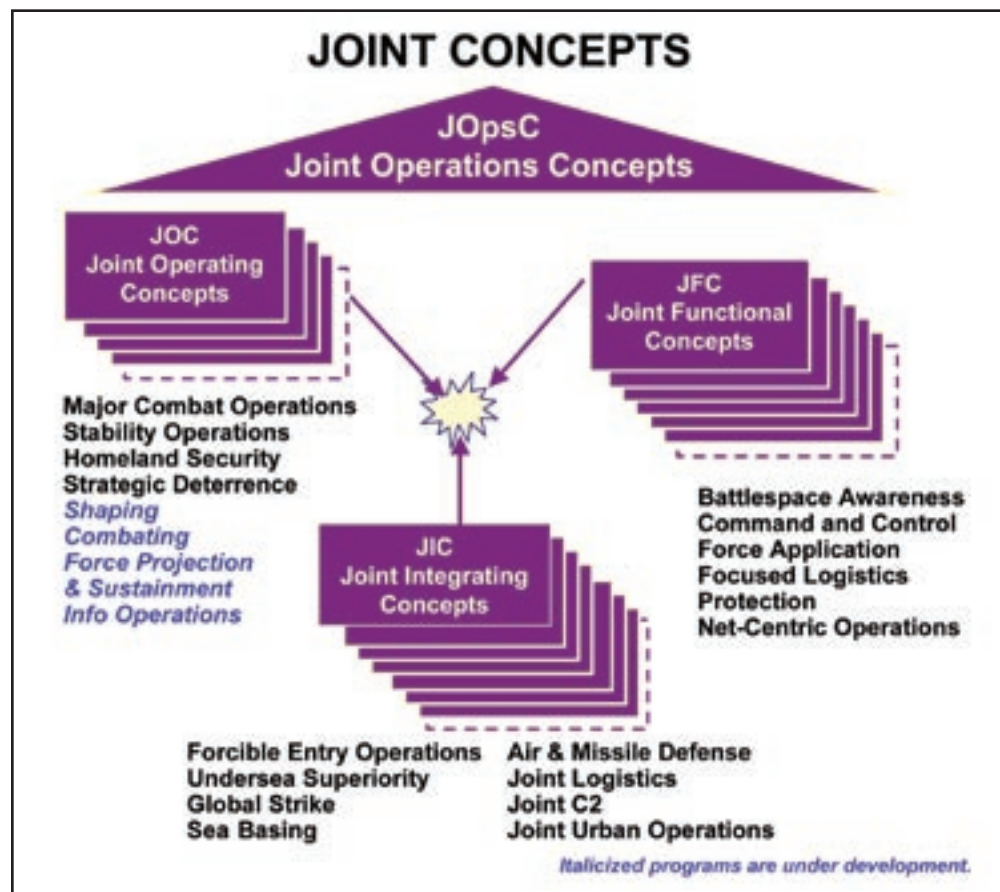 JOINT CONCEPTS
JOpsC
Joint Operations Concepts
JOC
Joint Operating
Concepts
Major Combat Operations
Stability Operations
Homeland Security
Strategic Deterrence
Shaping
Combating
Force Projection
& Sustainment
Info Operations
JFC
Joint Functional
Concepts
Battlespace Awareness
Command and Control
Force Application
Focused Logistics
Protection
Net-Centric Operations
JIC
Joint Integrating
Concepts
Forcible Entry Operations
Undersea Superiority
Global Strike
Sea Basing
Air & Missile Defense
Joint Logistics
Joint C2
Joint Urban Operations
Italicized programs are under development.